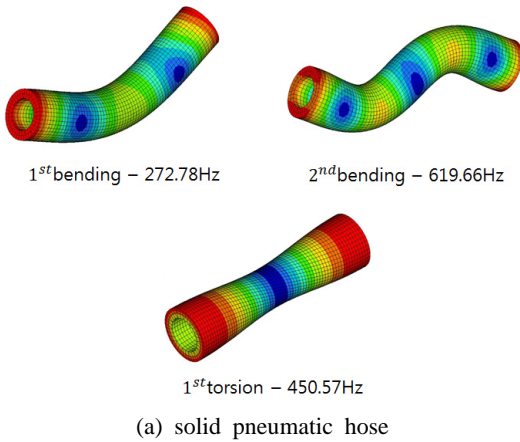 1st bending – 272.78Hz
2nd bending – 619.66Hz
1st torsion – 450.57Hz
(a) solid pneumatic hose